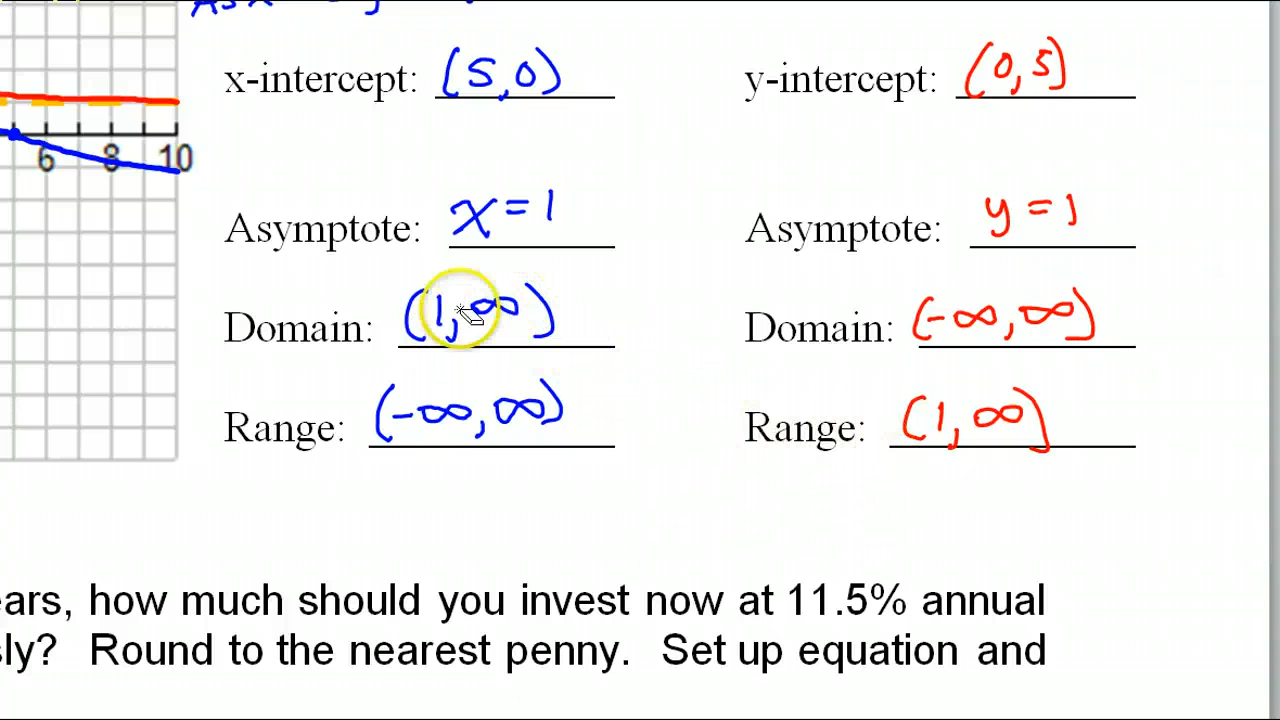 x-intercept: (5,0) y-intercept: (0,5)
6 8 10
Asymptote: x=1 Asymptote: y=1
Domain: (1,∞) Domain: (-∞,∞)
Range: (-∞,∞) Range: (1,∞)
ears, how much should you invest now at 11.5% annual
sly? Round to the nearest penny. Set up equation and